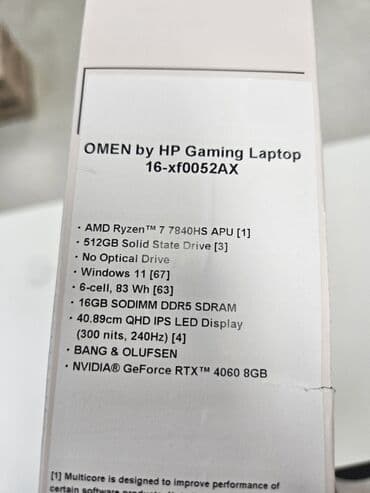 OMEN by HP Gaming Laptop
16-xf0052AX
· AMD Ryzen™ 7 7840HS APU [1]
· 512GB Solid State Drive [3]
· No Optical Drive
· Windows 11 [67]
· 6-cell, 83 Wh [63]
· 16GB SODIMM DDR5 SDRAM
· 40.89cm QHD IPS LED Display
(300 nits, 240Hz) [4]
· BANG & OLUFSEN
· NVIDIA® GeForce RTX™ 4060 8GB
[1] Multicore is designed to improve performance of
certain software products.